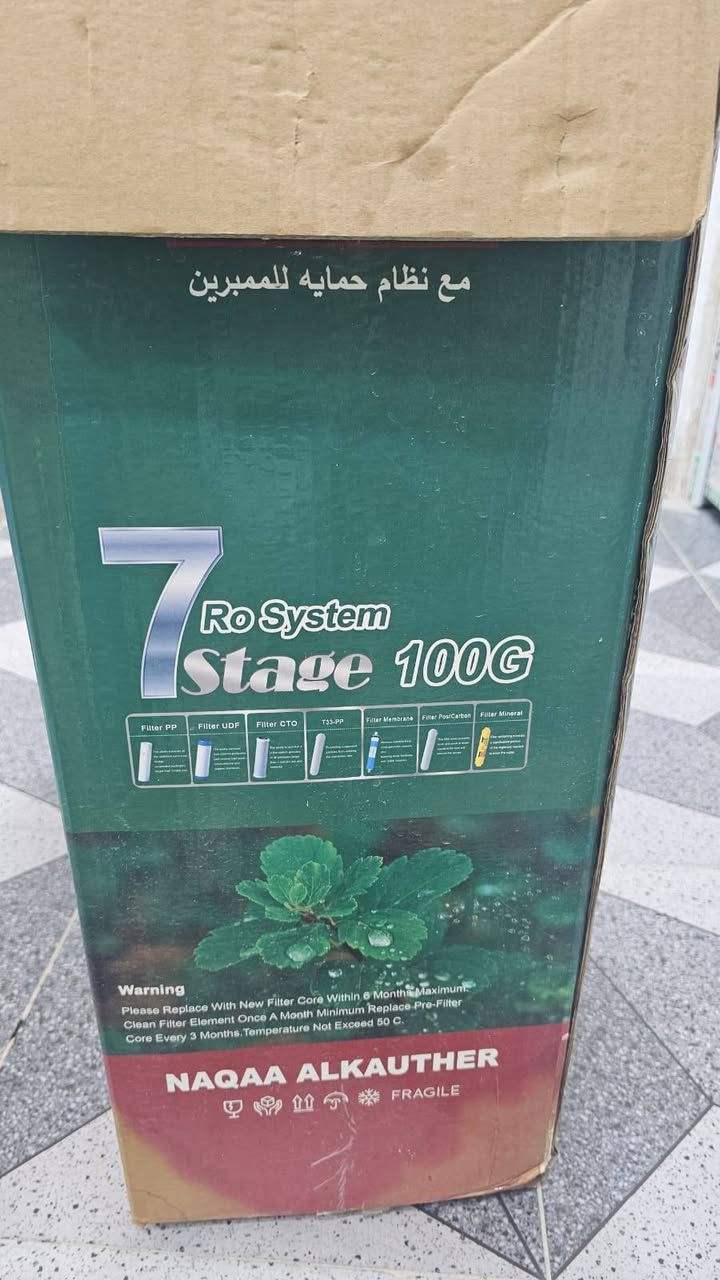 مع نظام حمايه للممبرين
7
Ro System
Stage 100G
Filter PP
Filter UDF
Filter CTO
T33-PP
Filter Membrane
Filter PostCarbon
Filter Mineral
Warning
Please Replace With New Filter Core Within 6 Months Maximum.
Clean Filter Element Once A Month Minimum Replace Pre-Filter
Core Every 3 Months.Temperature Not Exceed 50 C.
NAQAA ALKAUTHER
FRAGILE